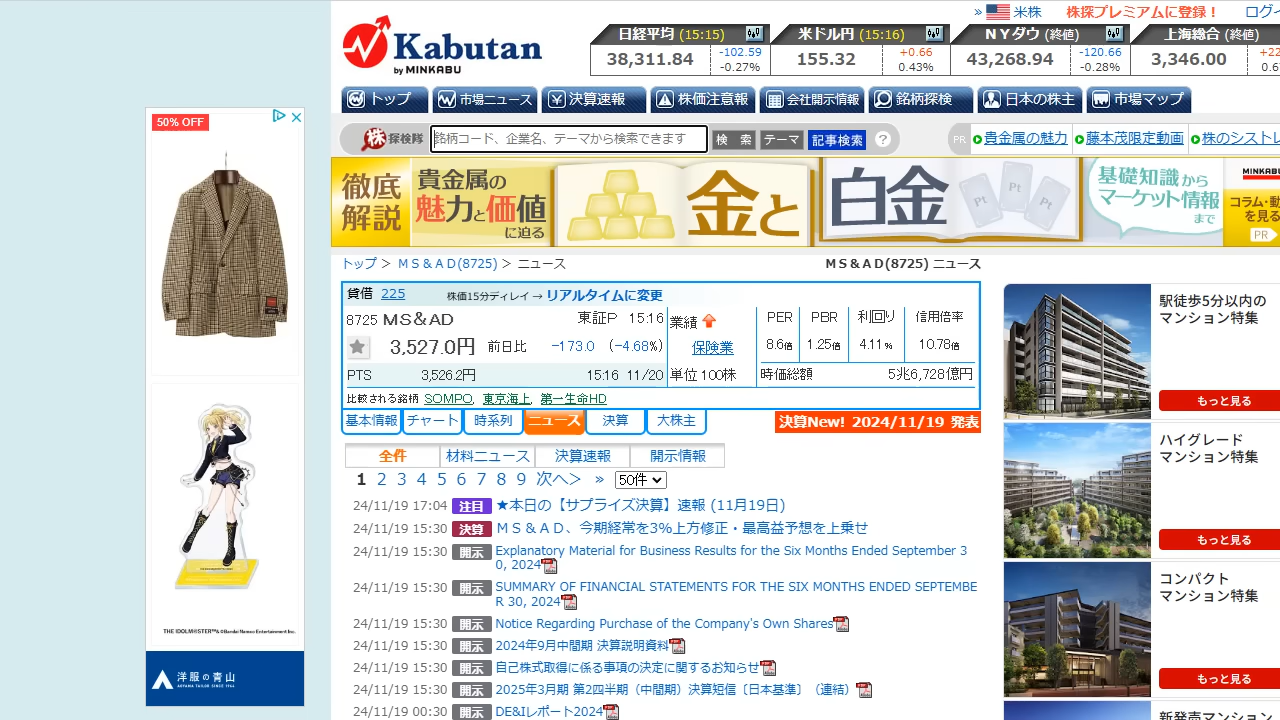 » 米株 株探プレミアムに登録！ ログイ
Kabutan
by MINKABU
日経平均 (15:15)
38,311.84
-102.59
-0.27%
米ドル円 (15:16)
155.32
+0.66
0.43%
ＮＹダウ (終値)
43,268.94
-120.66
-0.28%
上海総合 (終値)
3,346.00
+22
0.6
トップ
市場ニュース
決算速報
株価注意報
会社開示情報
銘柄探検
日本の株主
市場マップ
株探検隊
銘柄コード、企業名、テーマから検索できます
検 索
テーマ
記事検索
?
PR
貴金属の魅力
藤本茂限定動画
株のシストレ
徹底
解説
貴金属の
魅力と価値
に迫る
金と
白金
Pt
Pt
Pt
基礎知識から
マーケット情報
まで
MINKABU
コラム・動
を見る
PR
トップ ＞ ＭＳ＆ＡＤ(8725) ＞ ニュース
ＭＳ＆ＡＤ(8725) ニュース
貸借 225 株価15分ディレイ → リアルタイムに変更
8725 ＭＳ＆ＡＤ 東証Ｐ 15:16
3,527.0円 前日比 −173.0 (−4.68%)
PTS 3,526.2円 15:16 11/20
業績
保険業
単位 100株
PER PBR 利回り 信用倍率
8.6倍 1.25倍 4.11％ 10.78倍
時価総額 5兆6,728億円
比較される銘柄 SOMPO, 東京海上, 第一生命HD
基本情報
チャート
時系列
ニュース
決算
大株主
決算New! 2024/11/19 発表
全件
材料ニュース
決算速報
開示情報
1 2 3 4 5 6 7 8 9 次へ＞ » 50件
24/11/19 17:04 注目 ★本日の【サプライズ決算】速報 (11月19日)
24/11/19 15:30 決算 ＭＳ＆ＡＤ、今期経常を3％上方修正・最高益予想を上乗せ
24/11/19 15:30 開示 Explanatory Material for Business Results for the Six Months Ended September 3
0, 2024
24/11/19 15:30 開示 SUMMARY OF FINANCIAL STATEMENTS FOR THE SIX MONTHS ENDED SEPTEMBE
R 30, 2024
24/11/19 15:30 開示 Notice Regarding Purchase of the Company's Own Shares
24/11/19 15:30 開示 2024年9月中間期 決算説明資料
24/11/19 15:30 開示 自己株式取得に係る事項の決定に関するお知らせ
24/11/19 15:30 開示 2025年3月期 第2四半期（中間期）決算短信〔日本基準〕（連結）
24/11/19 00:30 開示 DE&Iレポート2024
50% OFF
THE IDOLM@STER™& ©Bandai Namco Entertainment Inc.
洋服の青山
AOYAMA TAILOR SINCE 1964
駅徒歩5分以内の
マンション特集
もっと見る
ハイグレード
マンション特集
もっと見る
コンパクト
マンション特集
もっと見る
新発売マンション